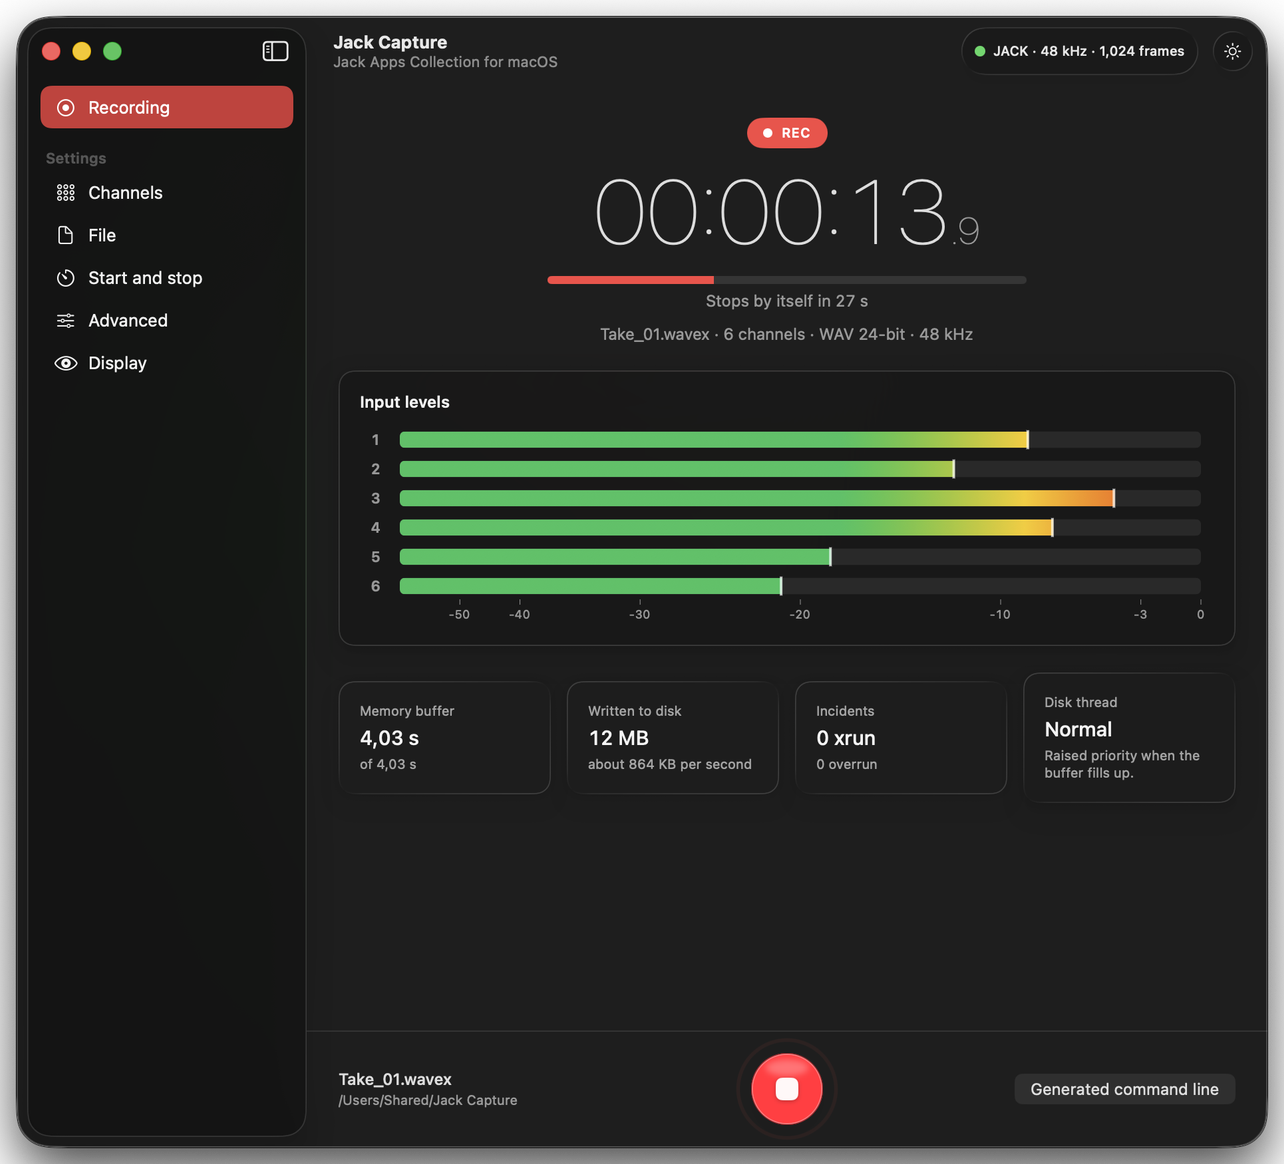 Jack Capture
Jack Apps Collection for macOS
JACK · 48 kHz · 1,024 frames
Recording
Settings
Channels
File
Start and stop
Advanced
Display
REC
00:00:13.9
Stops by itself in 27 s
Take_01.wavex · 6 channels · WAV 24-bit · 48 kHz
Input levels
1
2
3
4
5
6
-50 -40 -30 -20 -10 -3 0
Memory buffer
4,03 s
of 4,03 s
Written to disk
12 MB
about 864 KB per second
Incidents
0 xrun
0 overrun
Disk thread
Normal
Raised priority when the
buffer fills up.
Take_01.wavex
/Users/Shared/Jack Capture
Generated command line